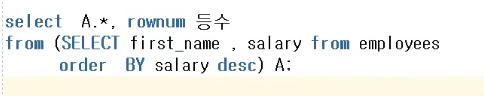 select A.*, rownum 등수
from (SELECT first_name , salary from employees
order BY salary desc) A;